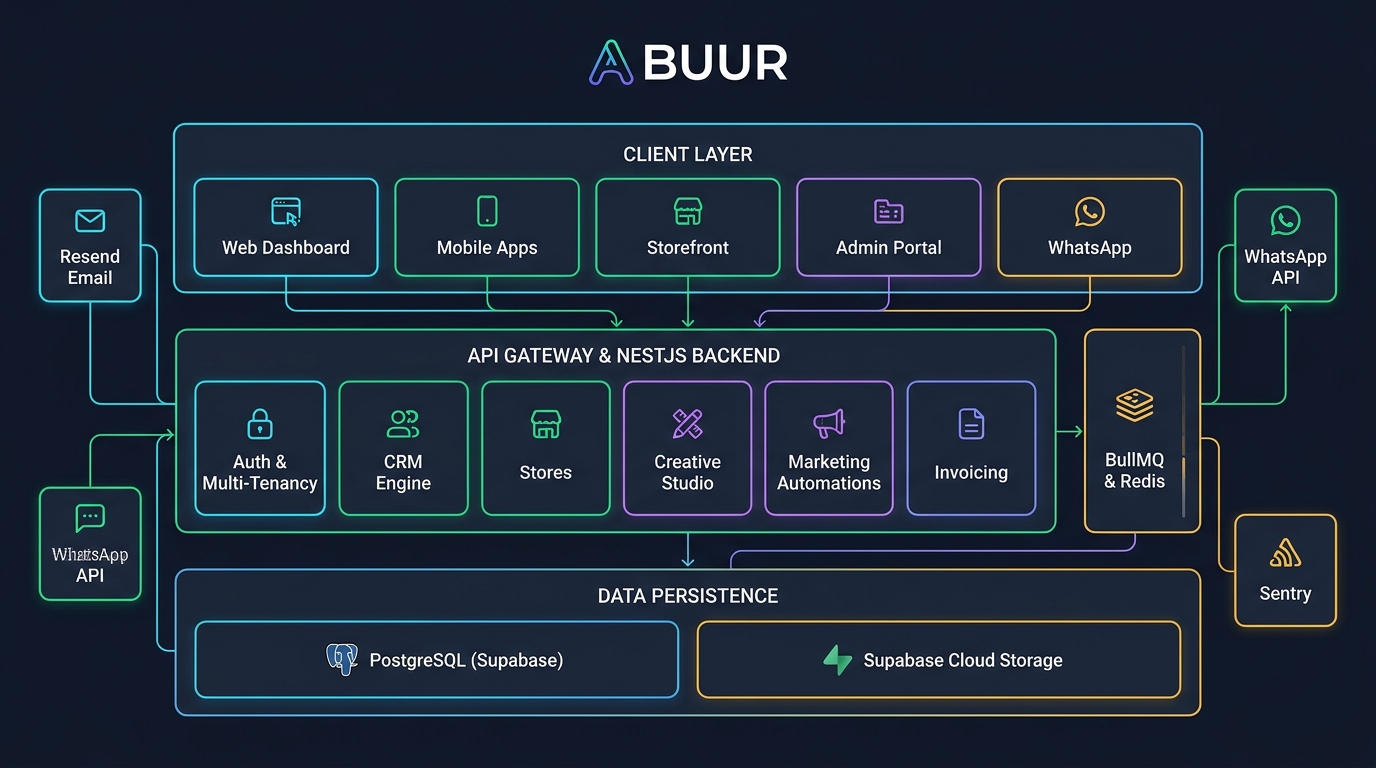 ABUUR
CLIENT LAYER
Web Dashboard
Mobile Apps
Storefront
Admin Portal
WhatsApp
Resend
Email
WhatsApp
API
API GATEWAY & NESTJS BACKEND
Auth &
Multi-Tenancy
CRM
Engine
Stores
Creative
Studio
Marketing
Automations
Invoicing
BullMQ
& Redis
WhatsApp
API
Sentry
DATA PERSISTENCE
PostgreSQL (Supabase)
Supabase Cloud Storage